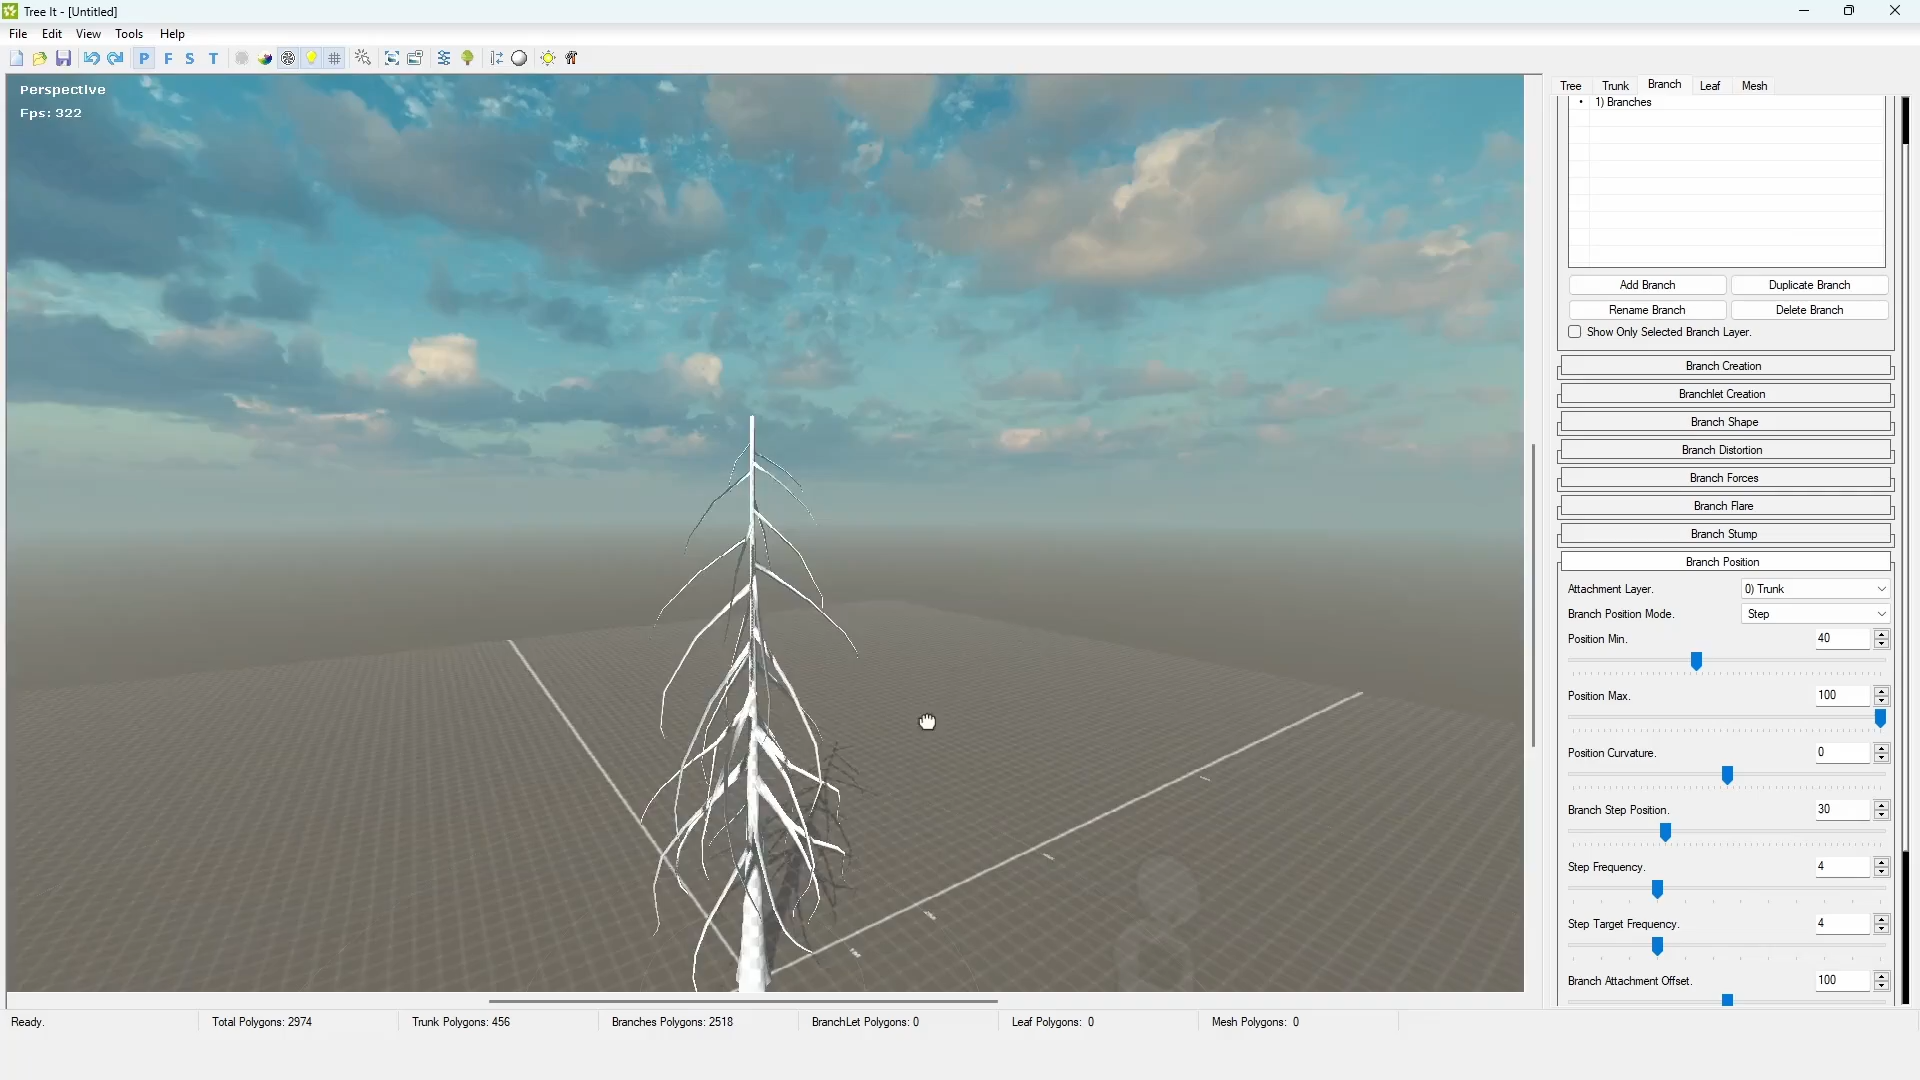 Tree It - [Untitled]
File Edit View Tools Help
P F S T
Perspective
Fps: 322
Tree Trunk Branch Leaf Mesh
1) Branches
Add Branch Duplicate Branch
Rename Branch Delete Branch
Show Only Selected Branch Layer.
Branch Creation
Branchlet Creation
Branch Shape
Branch Distortion
Branch Forces
Branch Flare
Branch Stump
Branch Position
Attachment Layer. 0) Trunk
Branch Position Mode. Step
Position Min. 40
Position Max. 100
Position Curvature. 0
Branch Step Position. 30
Step Frequency. 4
Step Target Frequency. 4
Branch Attachment Offset. 100
Ready. Total Polygons: 2974 Trunk Polygons: 456 Branches Polygons: 2518 BranchLet Polygons: 0 Leaf Polygons: 0 Mesh Polygons: 0